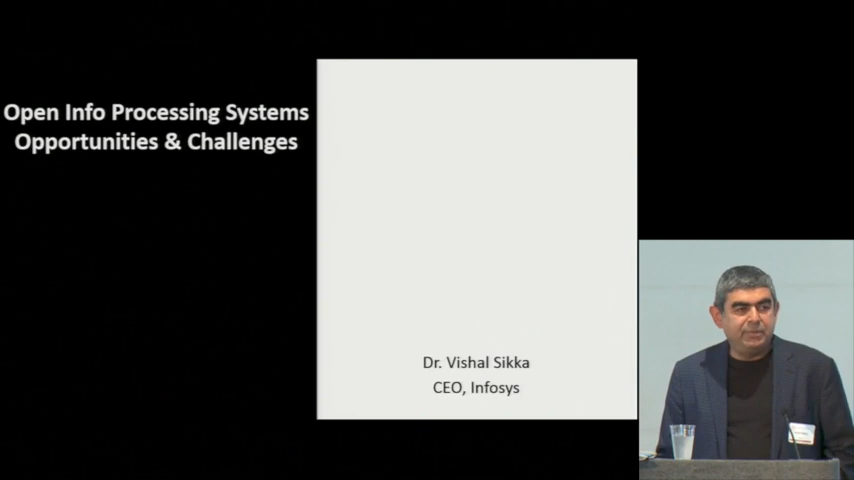 Open Info Processing Systems
Opportunities & Challenges
Dr. Vishal Sikka
CEO, Infosys